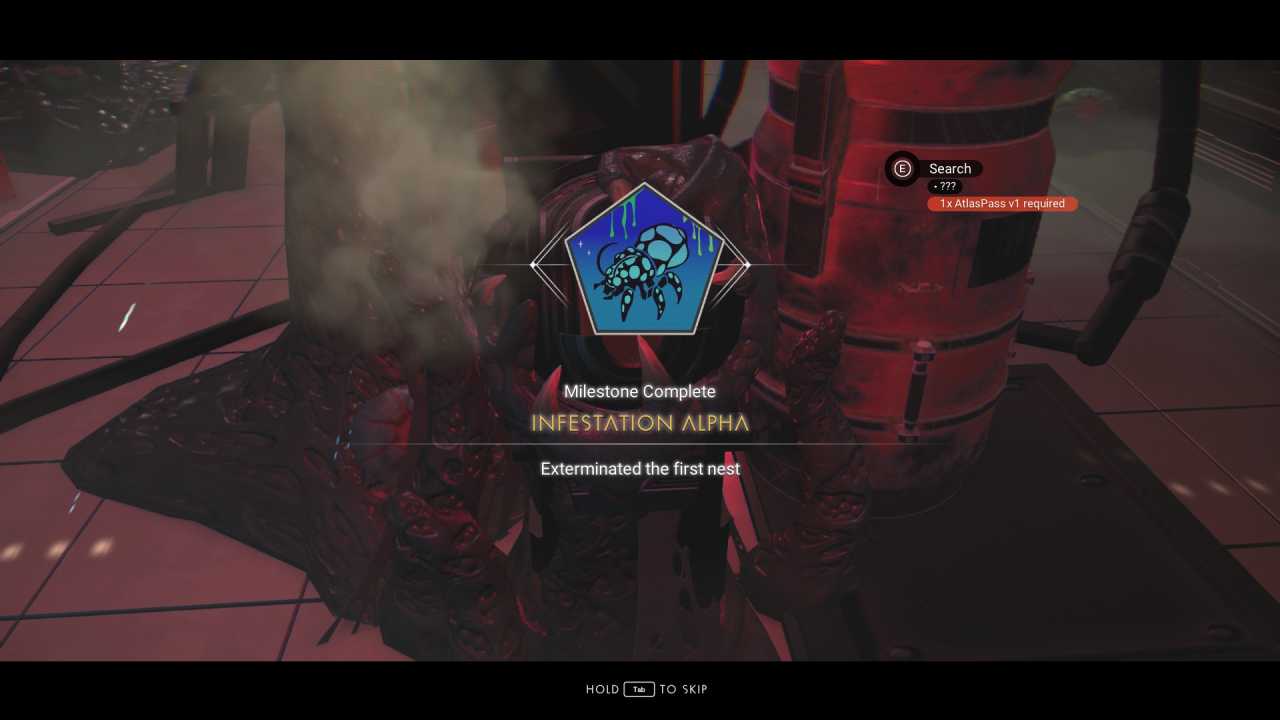 E Search
• ???
1x AtlasPass v1 required
Milestone Complete
INFESTATION ALPHA
Exterminated the first nest
HOLD Tab TO SKIP